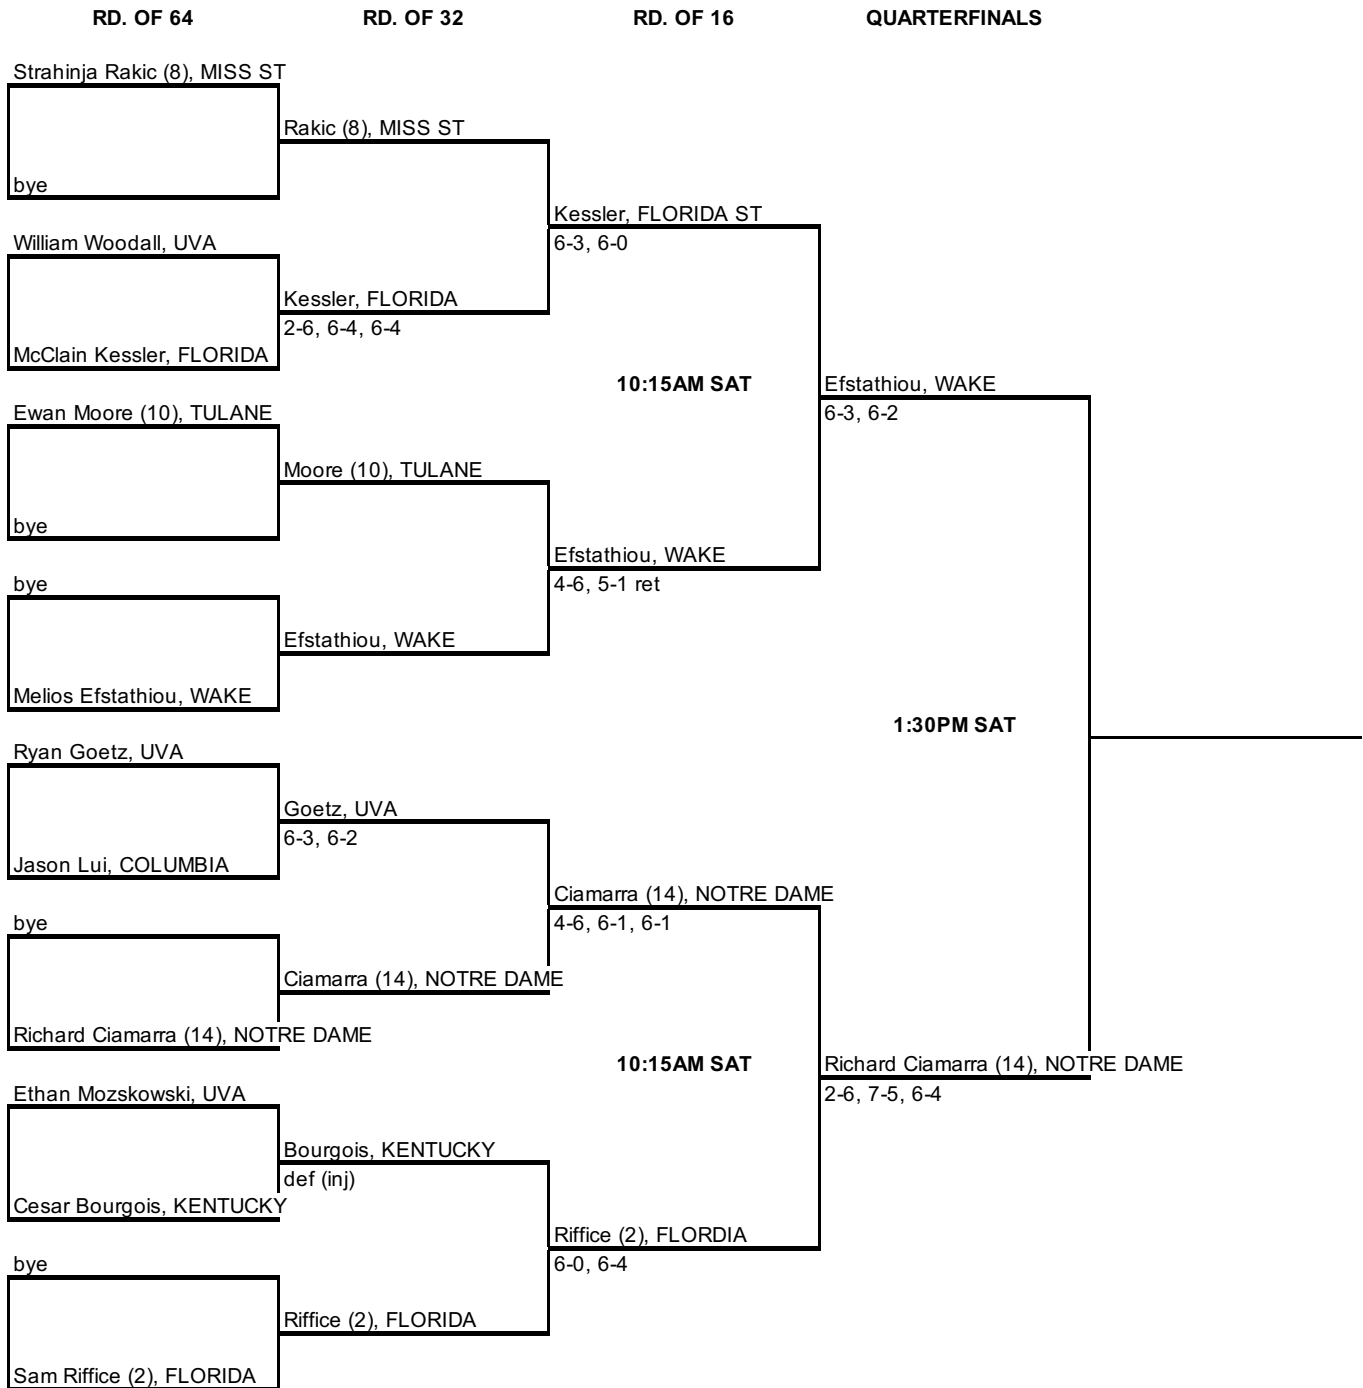 RD. OF 64 RD. OF 32 RD. OF 16 QUARTERFINALS
Strahinja Rakic (8), MISS ST
Rakic (8), MISS ST
bye
Kessler, FLORIDA ST
William Woodall, UVA
6-3, 6-0
Kessler, FLORIDA
2-6, 6-4, 6-4
McClain Kessler, FLORIDA
10:15AM SAT
Efstathiou, WAKE
Ewan Moore (10), TULANE
6-3, 6-2
Moore (10), TULANE
bye
Efstathiou, WAKE
bye
4-6, 5-1 ret
Efstathiou, WAKE
Melios Efstathiou, WAKE
1:30PM SAT
Ryan Goetz, UVA
Goetz, UVA
6-3, 6-2
Jason Lui, COLUMBIA
Ciamarra (14), NOTRE DAME
bye
4-6, 6-1, 6-1
Ciamarra (14), NOTRE DAME
Richard Ciamarra (14), NOTRE DAME
10:15AM SAT
Richard Ciamarra (14), NOTRE DAME
Ethan Mozskowski, UVA
2-6, 7-5, 6-4
Bourgois, KENTUCKY
def (inj)
Cesar Bourgois, KENTUCKY
Riffice (2), FLORDIA
bye
6-0, 6-4
Riffice (2), FLORIDA
Sam Riffice (2), FLORIDA